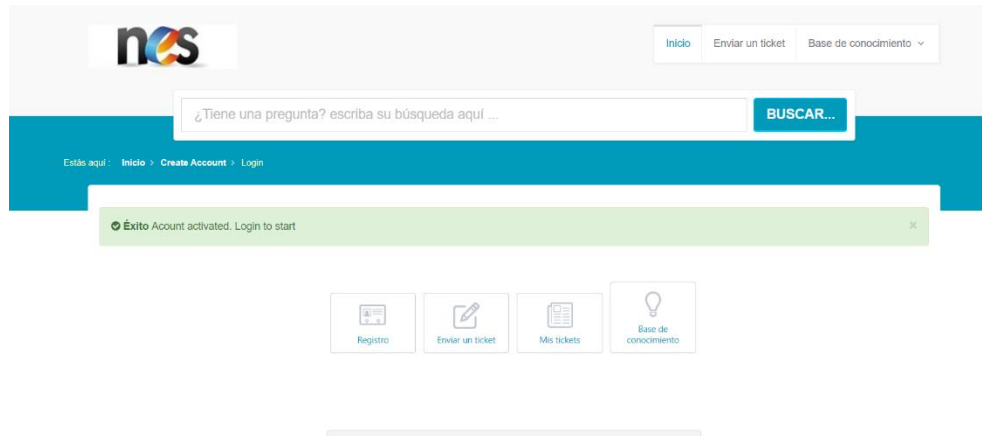 nes
Inicio Enviar un ticket Base de conocimiento
¿Tiene una pregunta? escriba su búsqueda aquí ...
BUSCAR...
Estás aquí : Inicio > Create Account > Login
Éxito Acount activated. Login to start ×
Registro
Enviar un ticket
Mis tickets
Base de
conocimiento